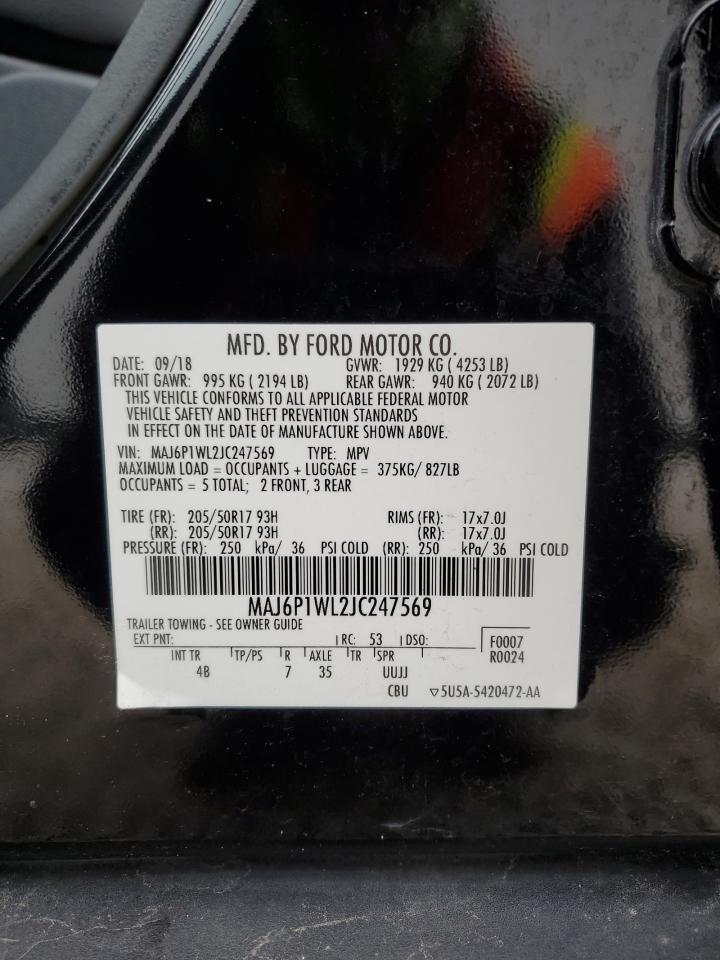 MFD. BY FORD MOTOR CO.
DATE: 09/18 GVWR: 1929 KG ( 4253 LB)
FRONT GAWR: 995 KG ( 2194 LB) REAR GAWR: 940 KG ( 2072 LB)
THIS VEHICLE CONFORMS TO ALL APPLICABLE FEDERAL MOTOR
VEHICLE SAFETY AND THEFT PREVENTION STANDARDS
IN EFFECT ON THE DATE OF MANUFACTURE SHOWN ABOVE.
VIN: MAJ6P1WL2JC247569 TYPE: MPV
MAXIMUM LOAD = OCCUPANTS + LUGGAGE = 375KG/ 827LB
OCCUPANTS = 5 TOTAL; 2 FRONT, 3 REAR
TIRE (FR): 205/50R17 93H RIMS (FR): 17x7.0J
(RR): 205/50R17 93H (RR): 17x7.0J
PRESSURE (FR): 250 kPa/ 36 PSI COLD (RR): 250 kPa/ 36 PSI COLD
MAJ6P1WL2JC247569
TRAILER TOWING - SEE OWNER GUIDE
EXT PNT: RC: 53 DSO: F0007
R0024
INT TR TP/PS R AXLE TR SPR
4B 7 35 UUJJ
CBU ▽5U5A-5420472-AA